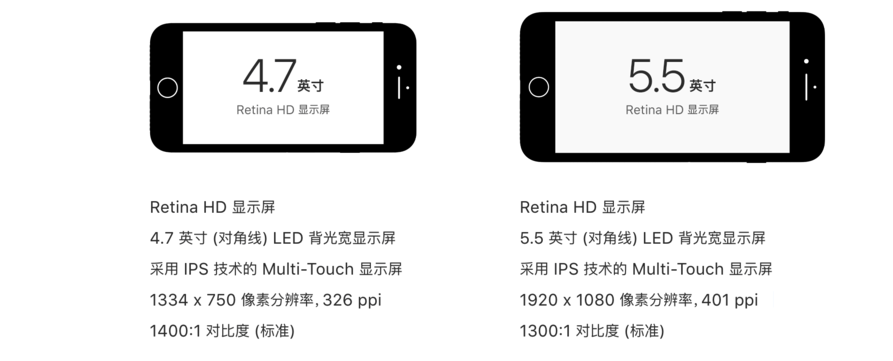 4.7 英寸
Retina HD 显示屏
Retina HD 显示屏
4.7 英寸 (对角线) LED 背光宽显示屏
采用 IPS 技术的 Multi-Touch 显示屏
1334 x 750 像素分辨率, 326 ppi
1400:1 对比度 (标准)
5.5 英寸
Retina HD 显示屏
Retina HD 显示屏
5.5 英寸 (对角线) LED 背光宽显示屏
采用 IPS 技术的 Multi-Touch 显示屏
1920 x 1080 像素分辨率, 401 ppi
1300:1 对比度 (标准)